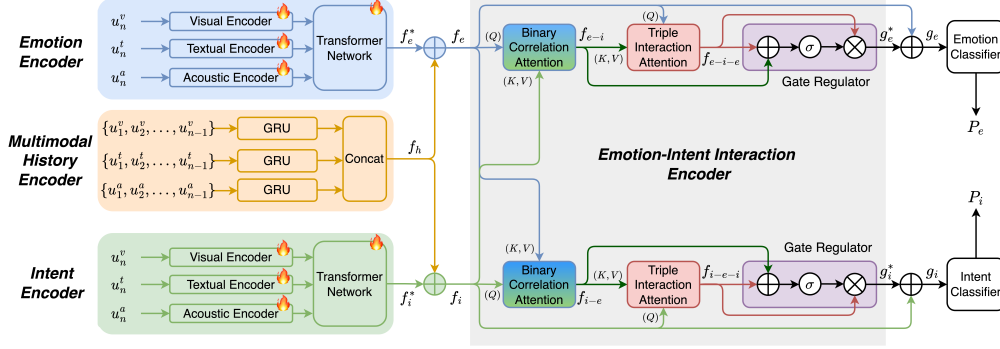 Emotion
Encoder
u_n^v
Visual Encoder
u_n^t
Textual Encoder
u_n^a
Acoustic Encoder
Transformer
Network
f_e^*
f_e
Multimodal
History
Encoder
{u_1^v, u_2^v, . . . , u_{n-1}^v}
GRU
{u_1^t, u_2^t, . . . , u_{n-1}^t}
GRU
{u_1^a, u_2^a, . . . , u_{n-1}^a}
GRU
Concat
f_h
Intent
Encoder
u_n^v
Visual Encoder
u_n^t
Textual Encoder
u_n^a
Acoustic Encoder
Transformer
Network
f_i^*
f_i
(Q)
Binary
Correlation
Attention
(K, V)
f_{e-i}
(K, V)
(Q)
Triple
Interaction
Attention
f_{e-i-e}
σ
Gate Regulator
g_e^*
g_e
Emotion
Classifier
P_e
Emotion-Intent Interaction
Encoder
(K, V)
(Q)
Binary
Correlation
Attention
f_{i-e}
(K, V)
Triple
Interaction
Attention
(Q)
f_{i-e-i}
Gate Regulator
σ
g_i^*
g_i
P_i
Intent
Classifier